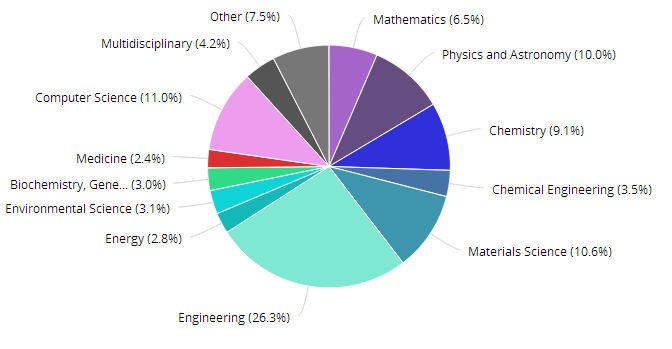 Other (7.5%)
Mathematics (6.5%)
Multidisciplinary (4.2%)
Physics and Astronomy (10.0%)
Computer Science (11.0%)
Chemistry (9.1%)
Medicine (2.4%)
Biochemistry, Gene... (3.0%)
Chemical Engineering (3.5%)
Environmental Science (3.1%)
Energy (2.8%)
Materials Science (10.6%)
Engineering (26.3%)